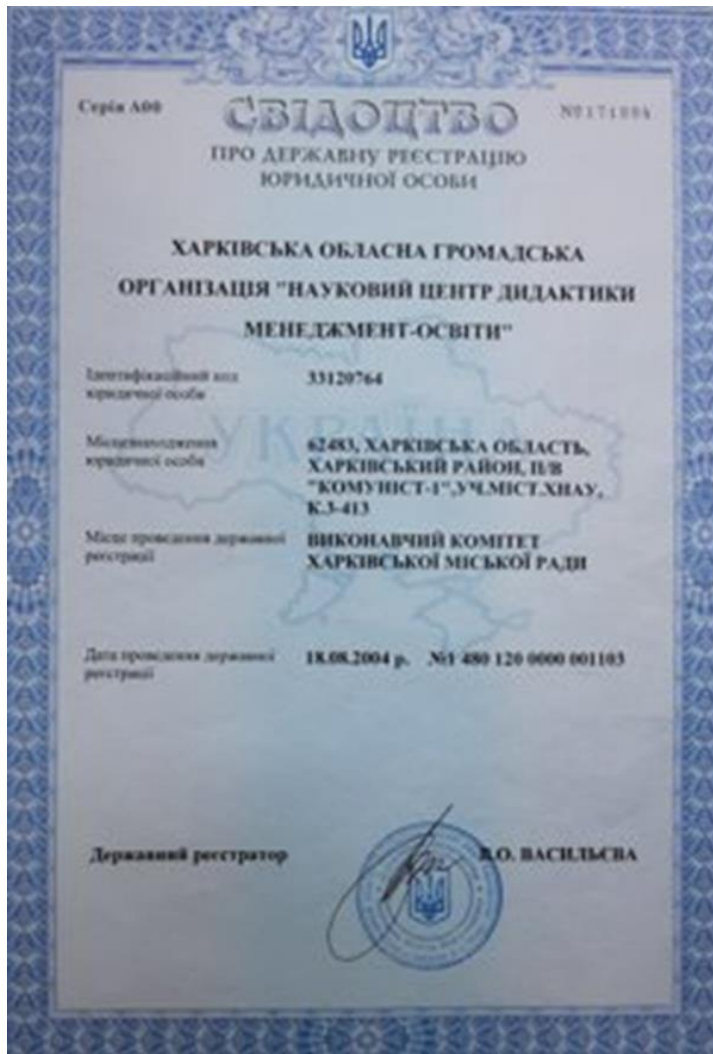 Серія А00
СВІДОЦТВО
ПРО ДЕРЖАВНУ РЕЄСТРАЦІЮ
ЮРИДИЧНОЇ ОСОБИ
ХАРКІВСЬКА ОБЛАСНА ГРОМАДСЬКА
ОРГАНІЗАЦІЯ "НАУКОВИЙ ЦЕНТР ДИДАКТИКИ
МЕНЕДЖМЕНТ-ОСВІТИ"
Ідентифікаційний код
юридичної особи
33120764
УКРАЇНА
Місцезнаходження
юридичної особи
62483, ХАРКІВСЬКА ОБЛАСТЬ,
ХАРКІВСЬКИЙ РАЙОН, П/В
"КОМУНІСТ-1",УЧ.МІСТ.ХНАУ,
К.3-413
Місце проведення державної
реєстрації
ВИКОНАВЧИЙ КОМІТЕТ
ХАРКІВСЬКОЇ МІСЬКОЇ РАДИ
Дата проведення державної
реєстрації
18.08.2004 р. №1 480 120 0000 001103
Державний реєстратор
В.О. ВАСИЛЬЄВА